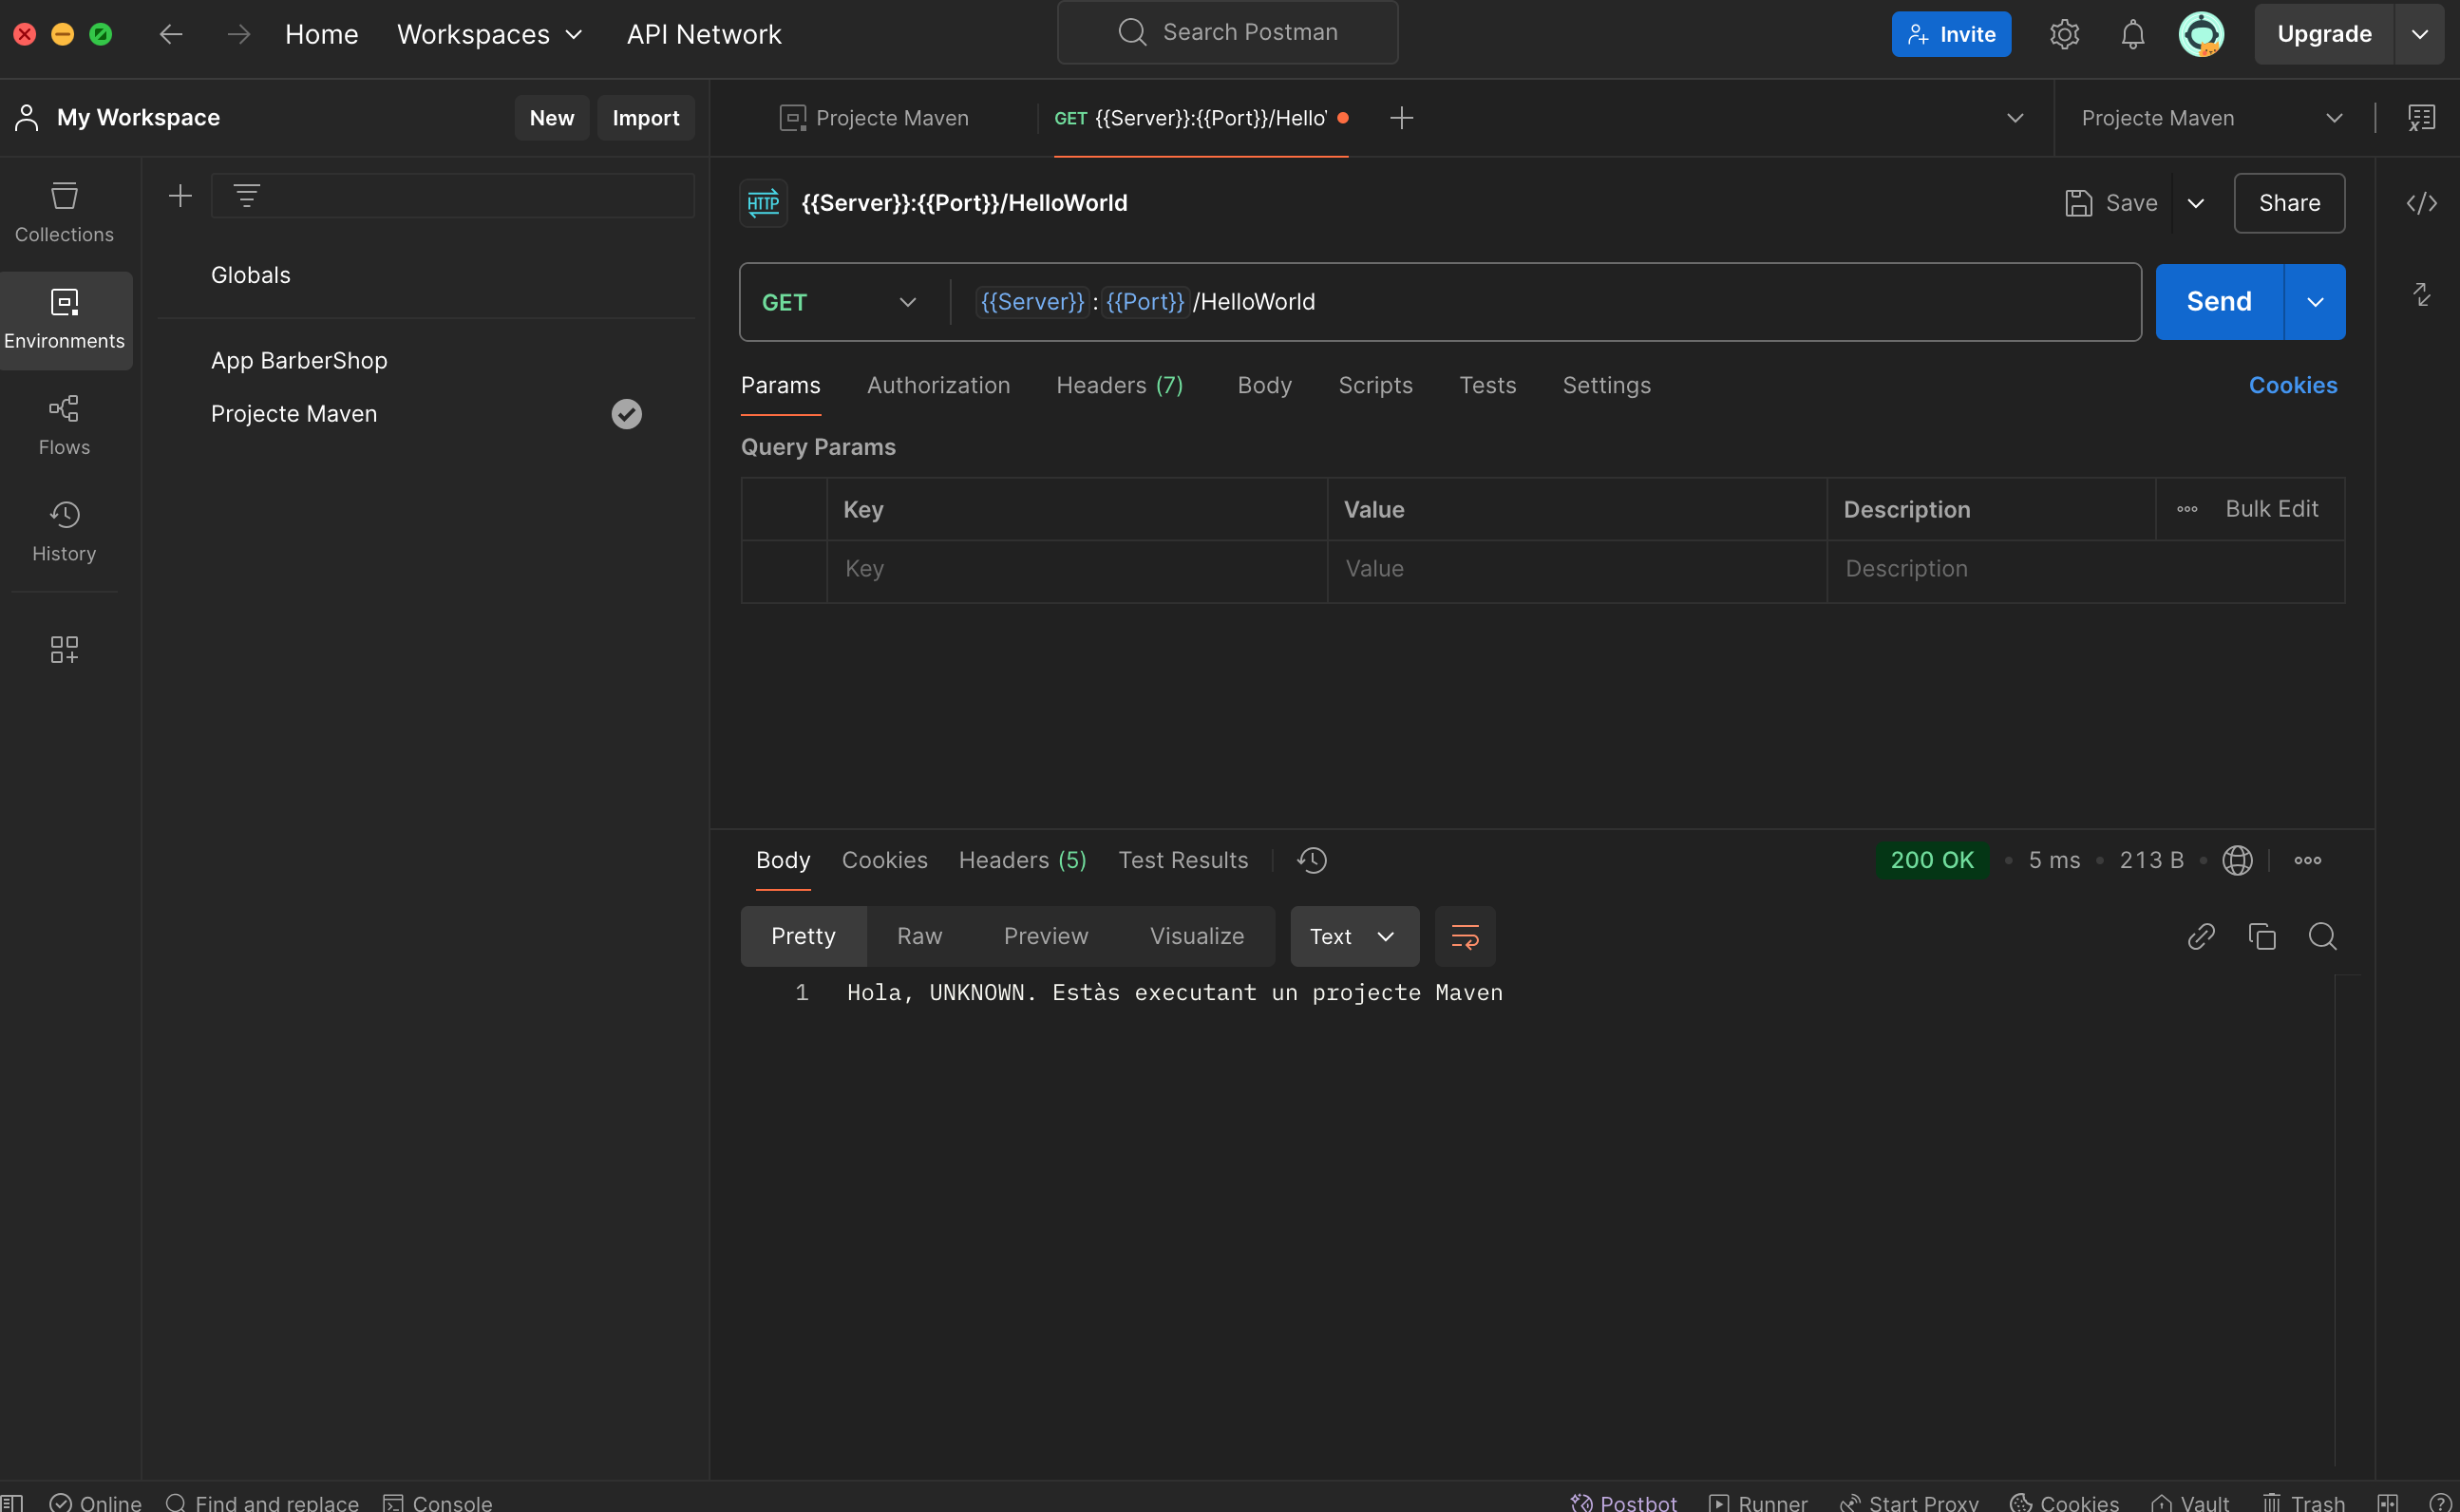 Home Workspaces API Network Search Postman Invite Upgrade
My Workspace New Import Projecte Maven GET {{Server}}:{{Port}}/Hello Projecte Maven
Collections
Environments
Flows
History
Globals
App BarberShop
Projecte Maven
HTTP {{Server}}:{{Port}}/HelloWorld Save Share
GET {{Server}}:{{Port}}/HelloWorld Send
Params Authorization Headers (7) Body Scripts Tests Settings Cookies
Query Params
Key Value Description Bulk Edit
Key Value Description
Body Cookies Headers (5) Test Results 200 OK • 5 ms • 213 B •
Pretty Raw Preview Visualize Text
1 Hola, UNKNOWN. Estàs executant un projecte Maven
Online Find and replace Console Postbot Runner Start Proxy Cookies Vault Trash